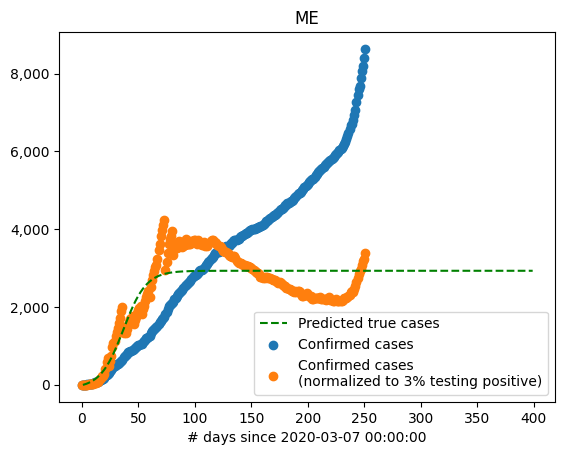 ME
8,000
6,000
4,000
2,000
0
Predicted true cases
Confirmed cases
Confirmed cases
(normalized to 3% testing positive)
0 50 100 150 200 250 300 350 400
# days since 2020-03-07 00:00:00